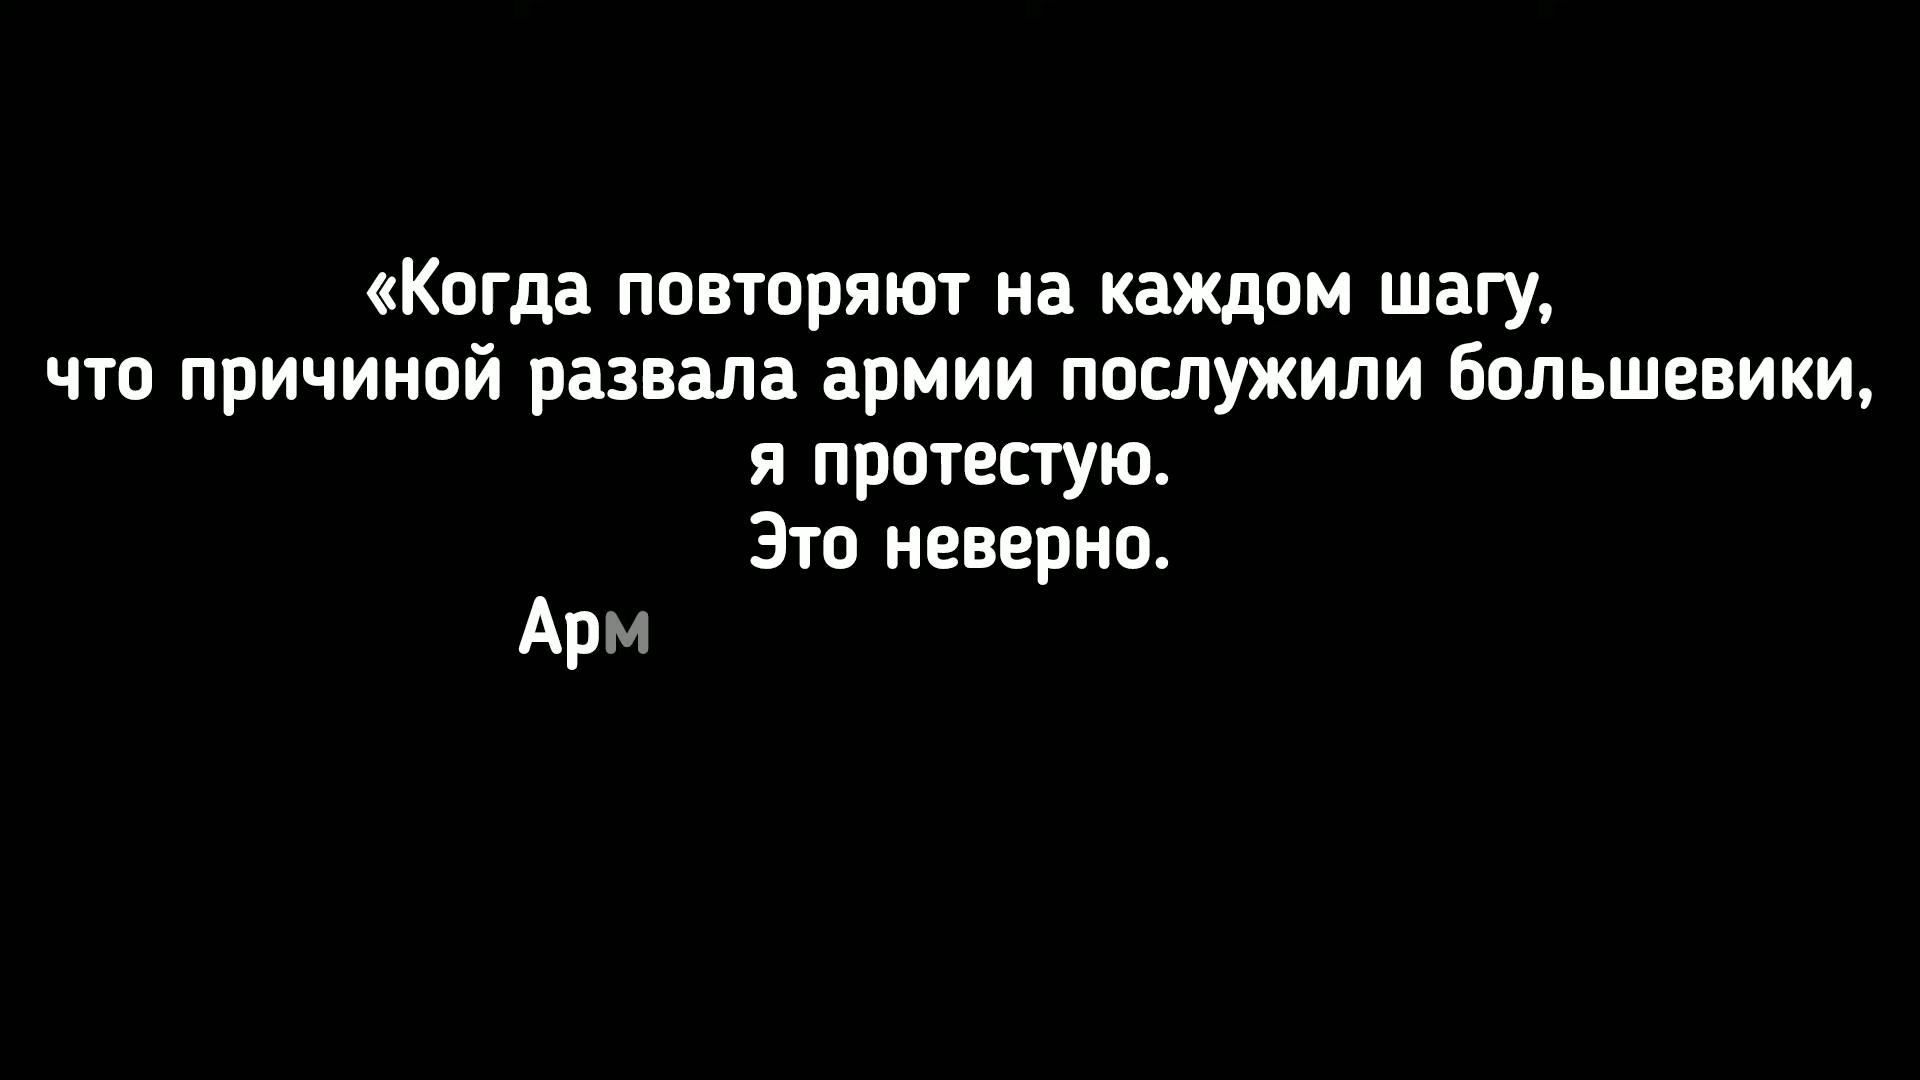 «Когда повторяют на каждом шагу,
что причиной развала армии послужили большевики,
я протестую.
Это неверно.
Арм